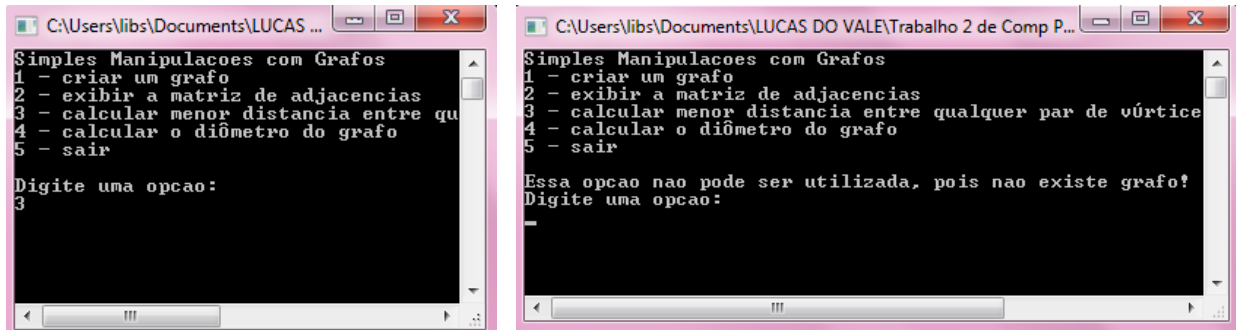 C:\Users\libs\Documents\LUCAS ...
Simples Manipulacoes com Grafos
1 - criar um grafo
2 - exibir a matriz de adjacencias
3 - calcular menor distancia entre qu
4 - calcular o diômetro do grafo
5 - sair
Digite uma opcao:
3
C:\Users\libs\Documents\LUCAS DO VALE\Trabalho 2 de Comp P...
Simples Manipulacoes com Grafos
1 - criar um grafo
2 - exibir a matriz de adjacencias
3 - calcular menor distancia entre qualquer par de vúrtice
4 - calcular o diômetro do grafo
5 - sair
Essa opcao nao pode ser utilizada, pois nao existe grafo!
Digite uma opcao: